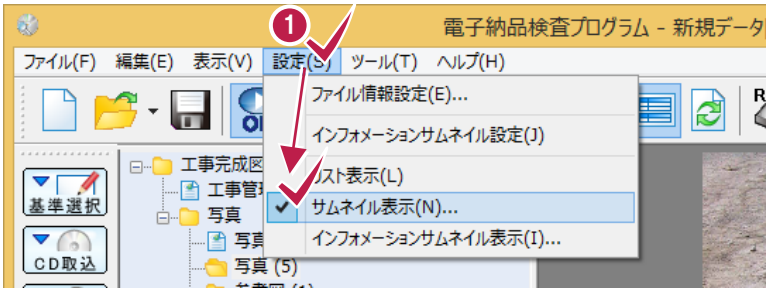 1
電子納品検査プログラム - 新規データ
ファイル(F) 編集(E) 表示(V) 設定(S) ツール(T) ヘルプ(H)
ファイル情報設定(E)...
インフォメーションサムネイル設定(J)
リスト表示(L)
サムネイル表示(N)...
インフォメーションサムネイル表示(I)...
基準選択
CD取込
工事完成図
工事管理
写真
写真
写真 (5)